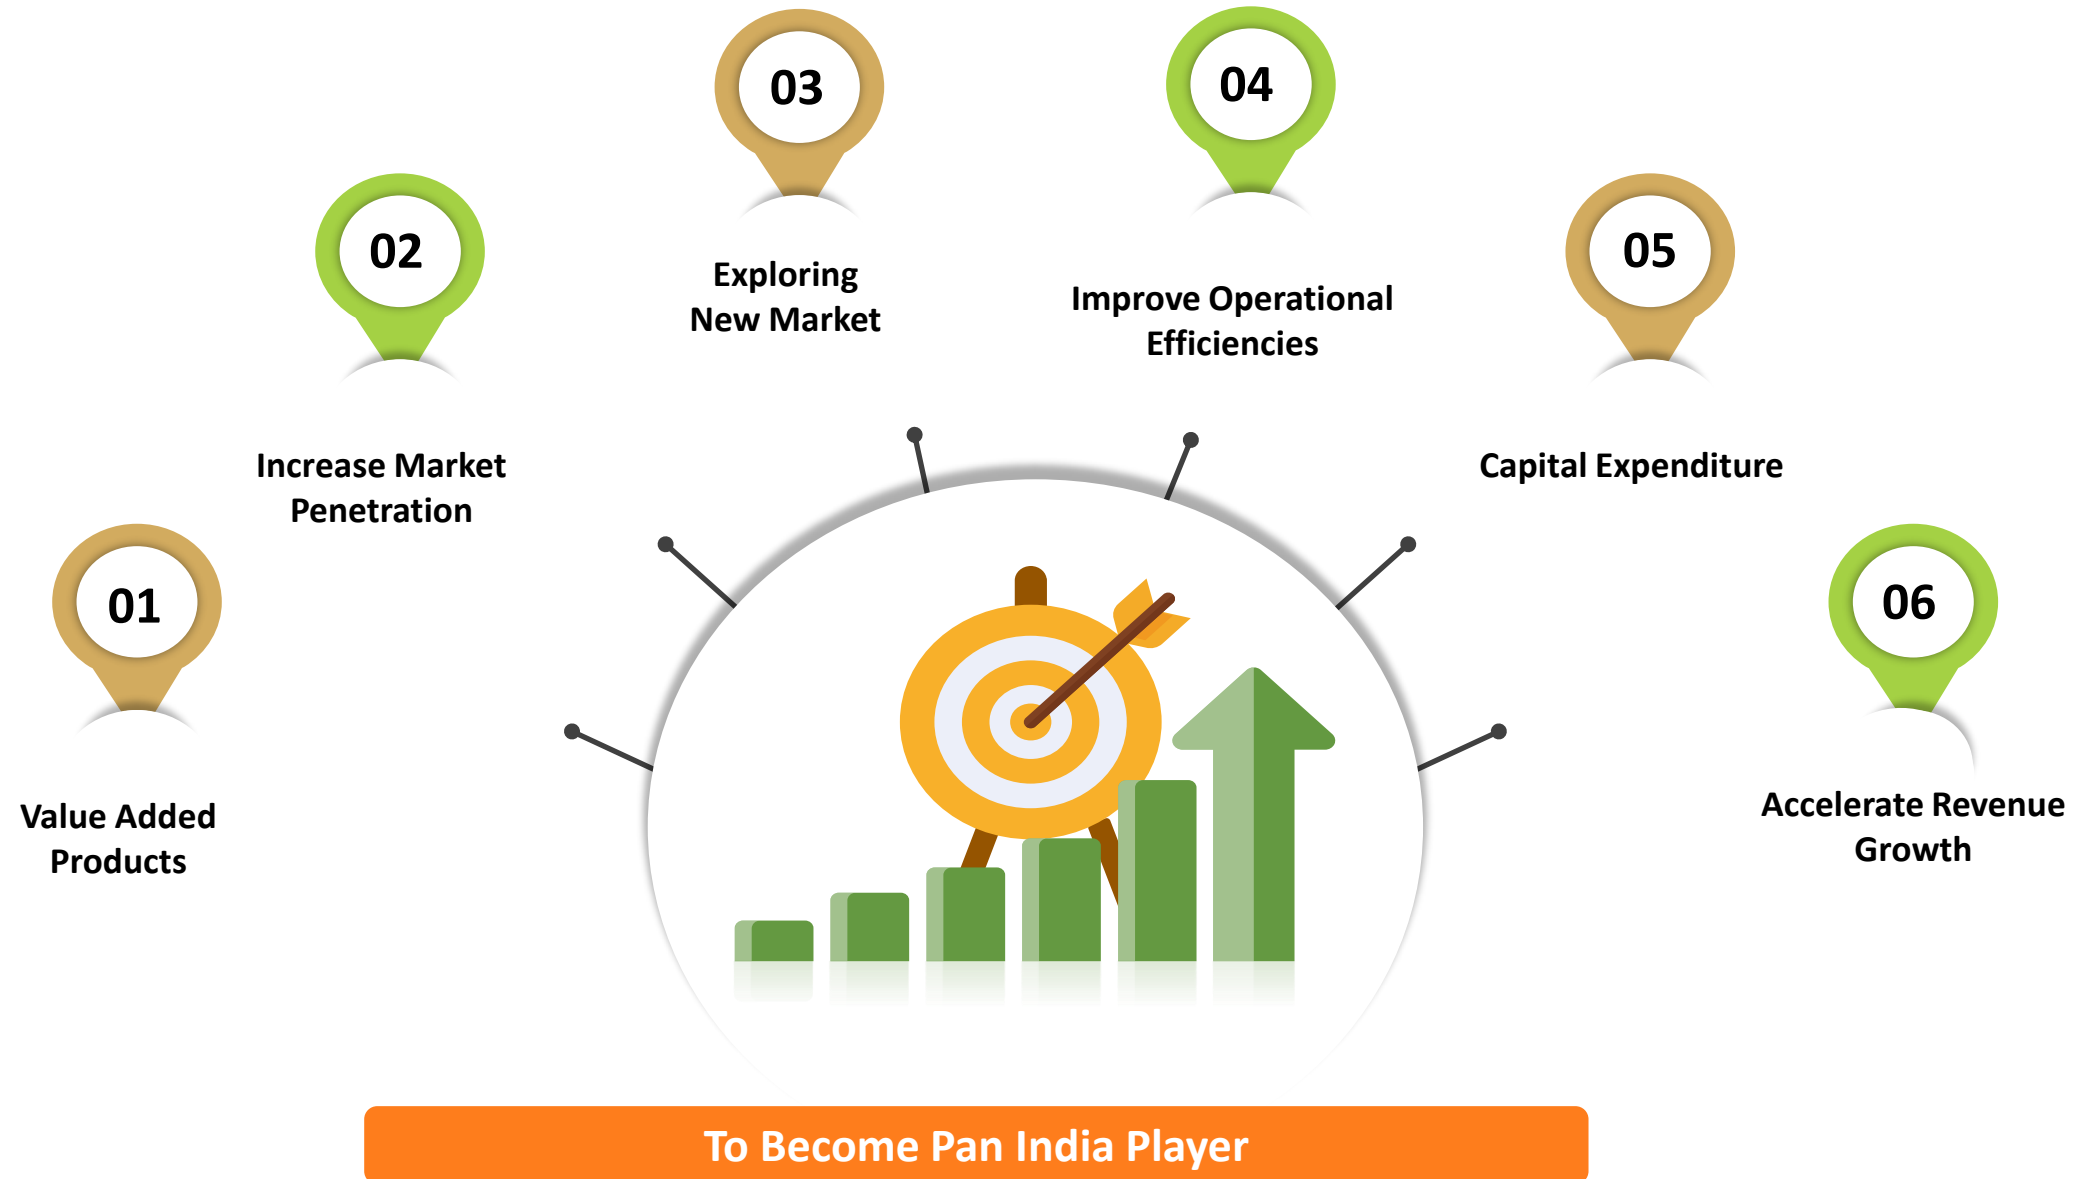 01
Value Added
Products
02
Increase Market
Penetration
03
Exploring
New Market
04
Improve Operational
Efficiencies
05
Capital Expenditure
06
Accelerate Revenue
Growth
To Become Pan India Player